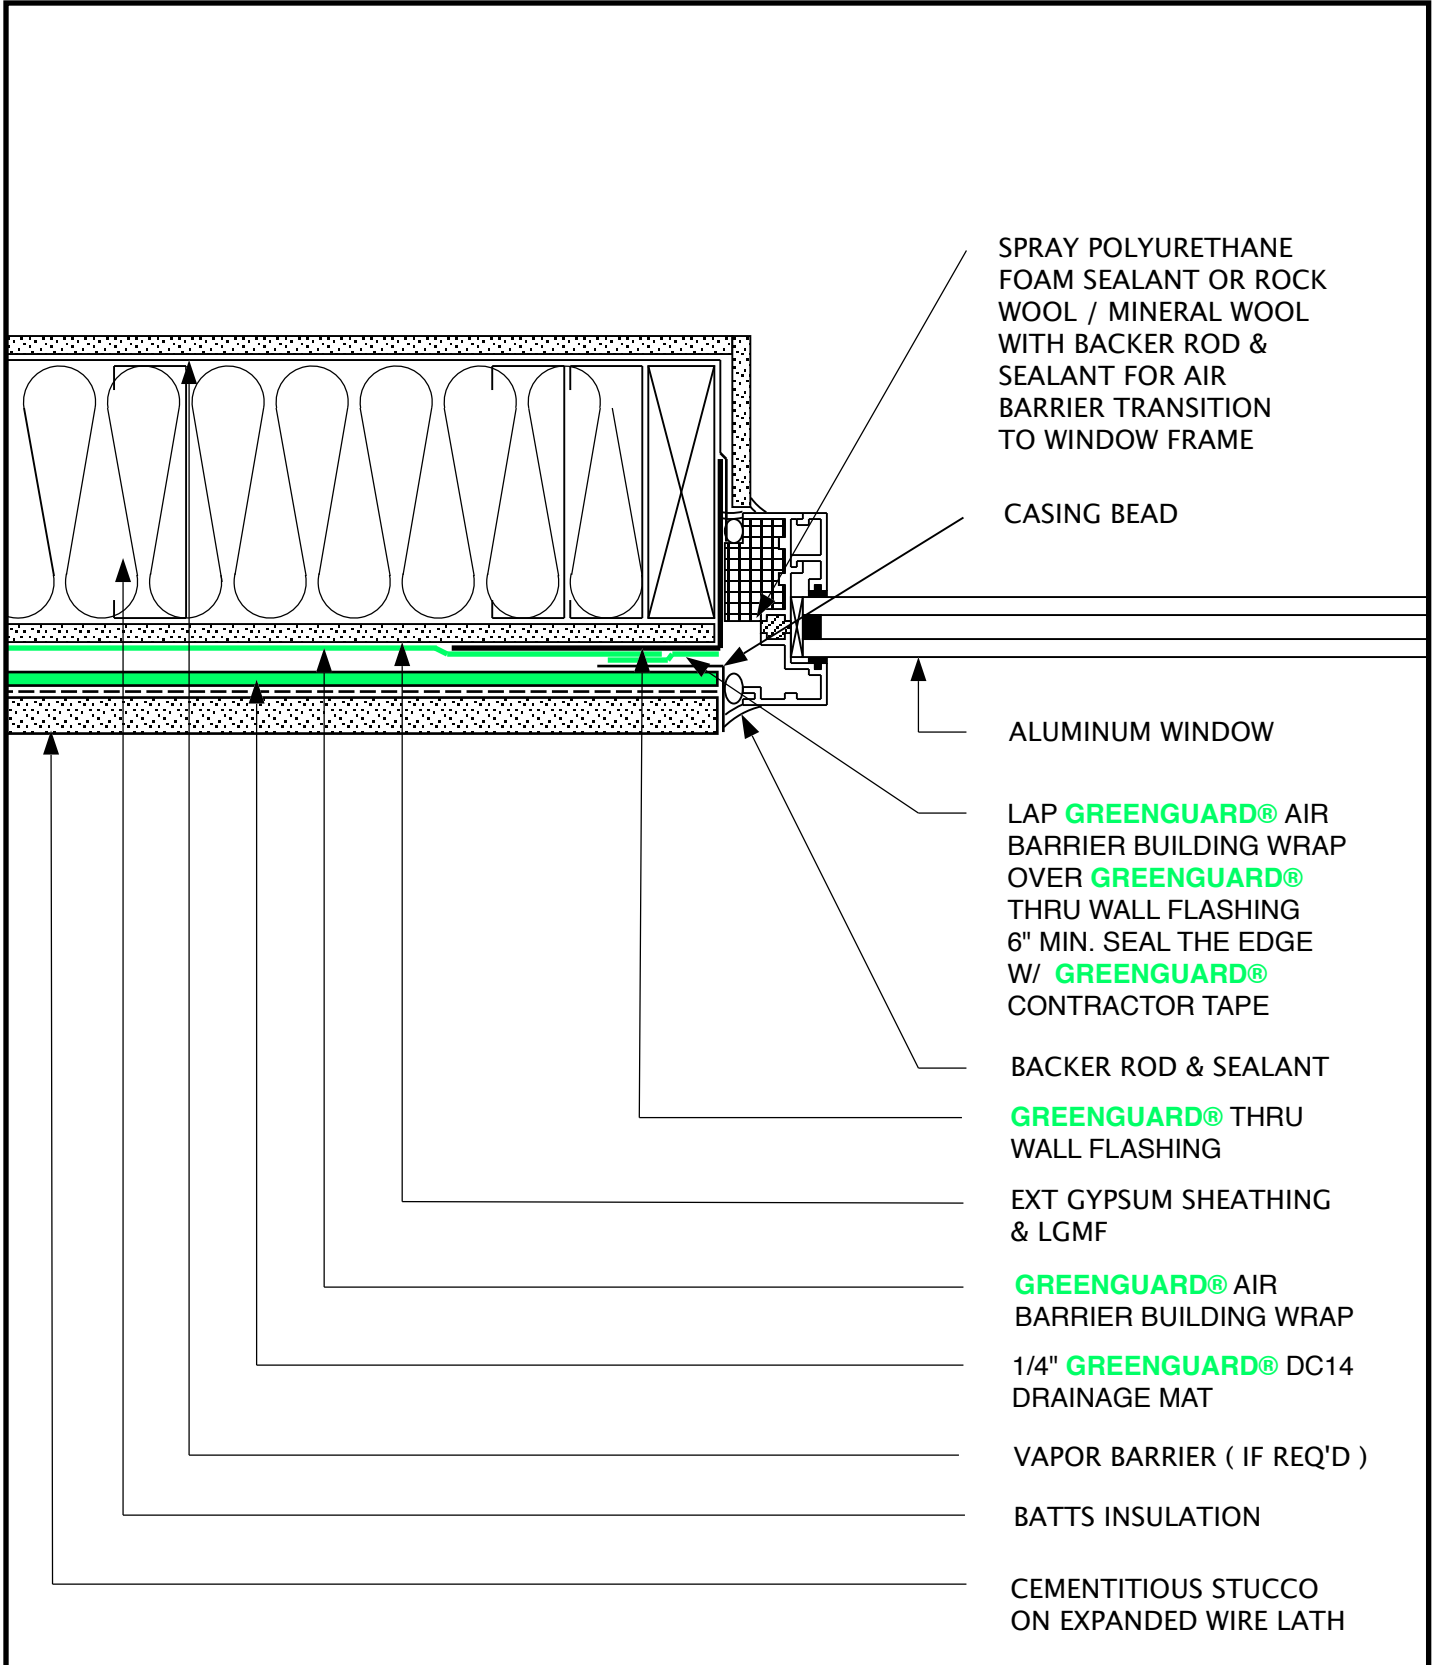 SPRAY POLYURETHANE
FOAM SEALANT OR ROCK
WOOL / MINERAL WOOL
WITH BACKER ROD &
SEALANT FOR AIR
BARRIER TRANSITION
TO WINDOW FRAME
CASING BEAD
ALUMINUM WINDOW
LAP GREENGUARD® AIR
BARRIER BUILDING WRAP
OVER GREENGUARD®
THRU WALL FLASHING
6" MIN. SEAL THE EDGE
W/ GREENGUARD®
CONTRACTOR TAPE
BACKER ROD & SEALANT
GREENGUARD® THRU
WALL FLASHING
EXT GYPSUM SHEATHING
& LGMF
GREENGUARD® AIR
BARRIER BUILDING WRAP
1/4" GREENGUARD® DC14
DRAINAGE MAT
VAPOR BARRIER ( IF REQ'D )
BATTS INSULATION
CEMENTITIOUS STUCCO
ON EXPANDED WIRE LATH